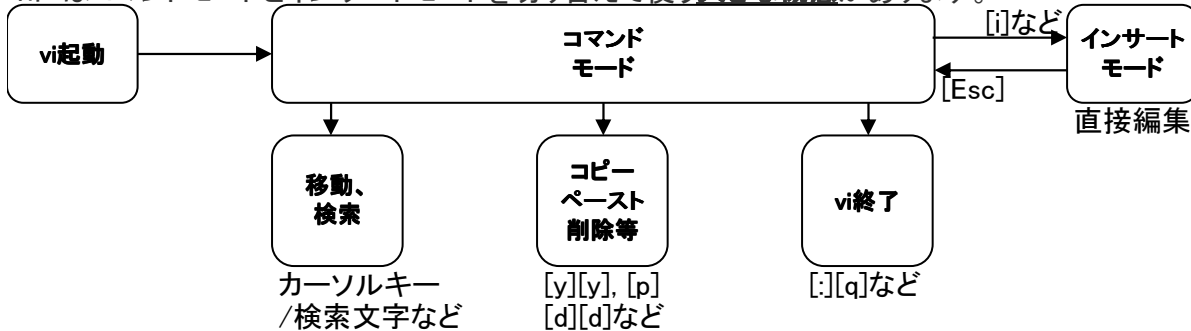 コマンド
モード
[i]など
インサート
モード
vi起動
[Esc]
直接編集
移動、
検索
コピー
ペースト
削除等
vi終了
カーソルキー
/検索文字など
[y][y], [p]
[d][d]など
[:][q]など